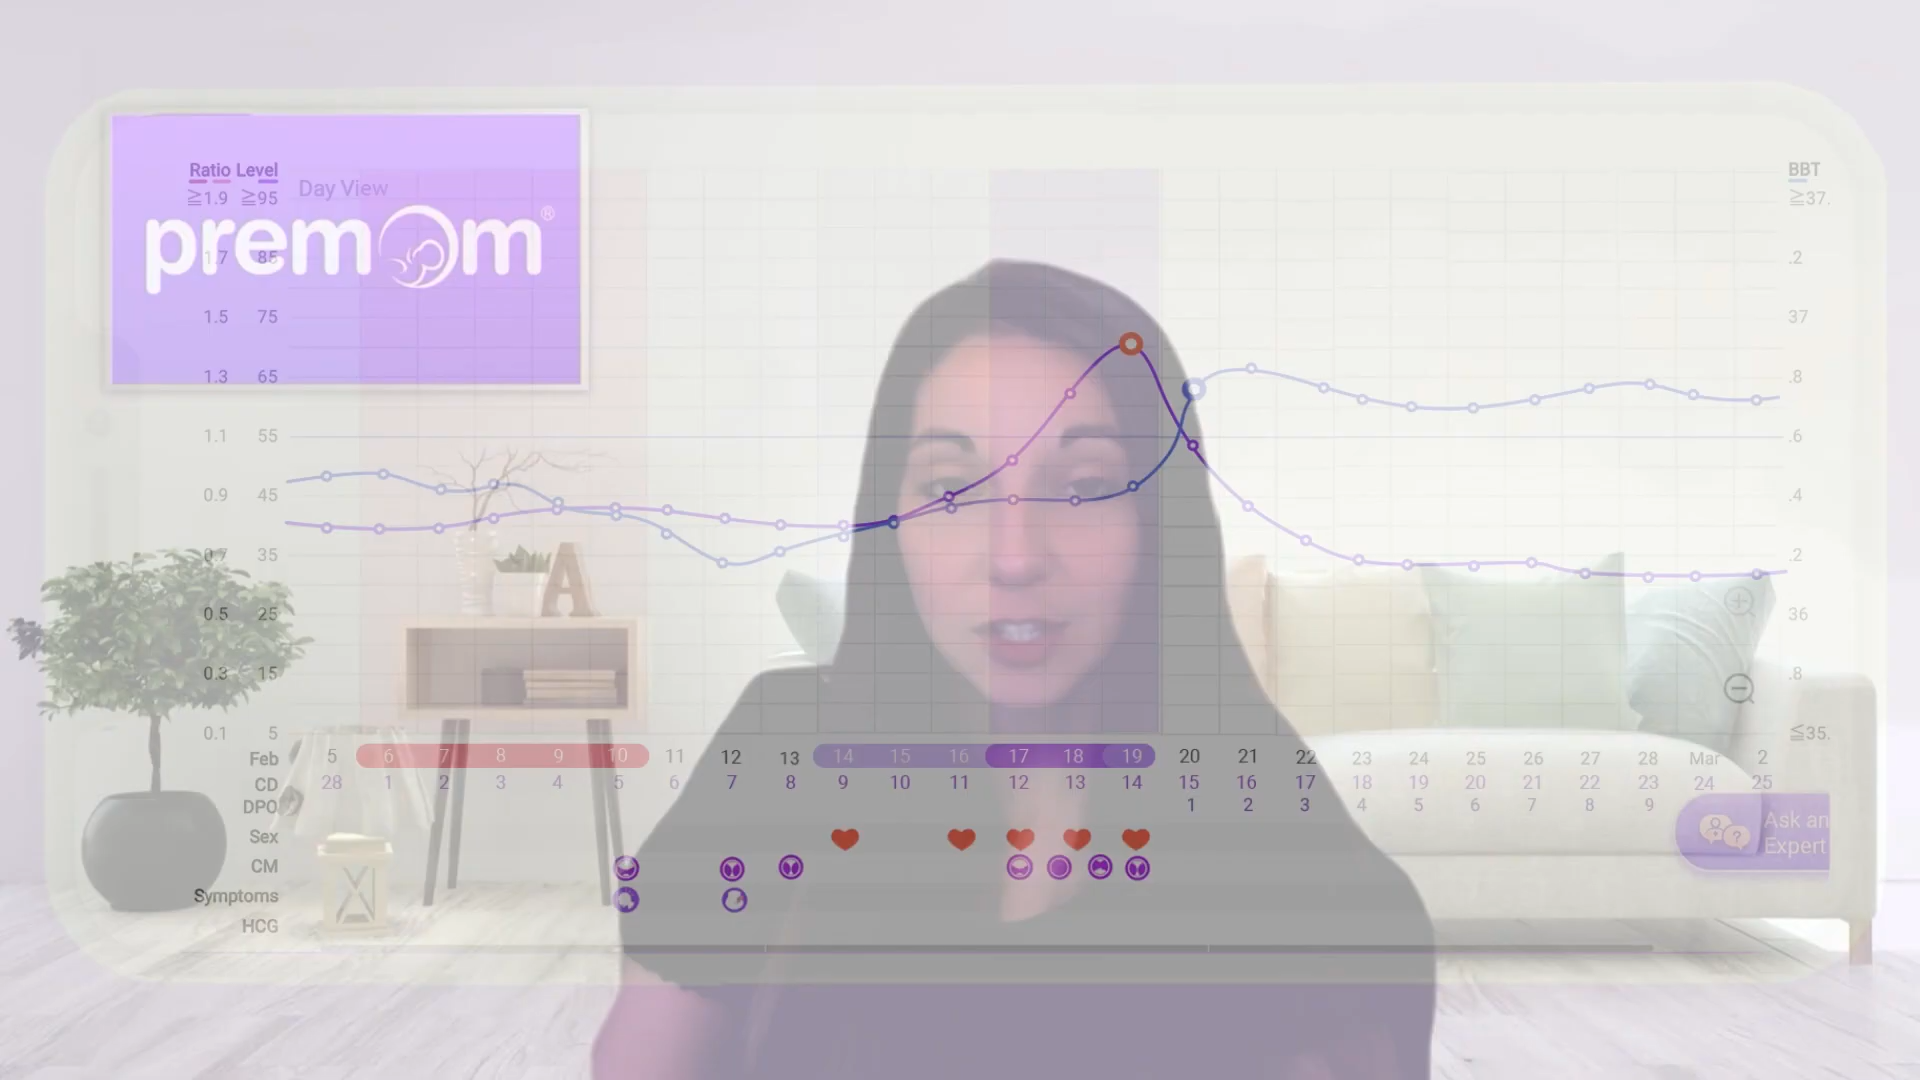 Ratio Level
≧1.9 ≧95
Day View
BBT
≧37.
premom®
1.7 85 .2
1.5 75 37
1.3 65 .8
1.1 55 .6
0.9 45 .4
0.7 35 .2
A
0.5 25 36
0.3 15 .8
0.1 5 ≦35.
Feb 5 6 7 8 9 10 11 12 13 14 15 16 17 18 19 20 21 22 23 24 25 26 27 28 Mar 2
CD 28 1 2 3 4 5 6 7 8 9 10 11 12 13 14 15 16 17 18 19 20 21 22 23 24 25
DPO 1 2 3 4 5 6 7 8 9
Ask an
Expert
Sex
CM
Symptoms
HCG